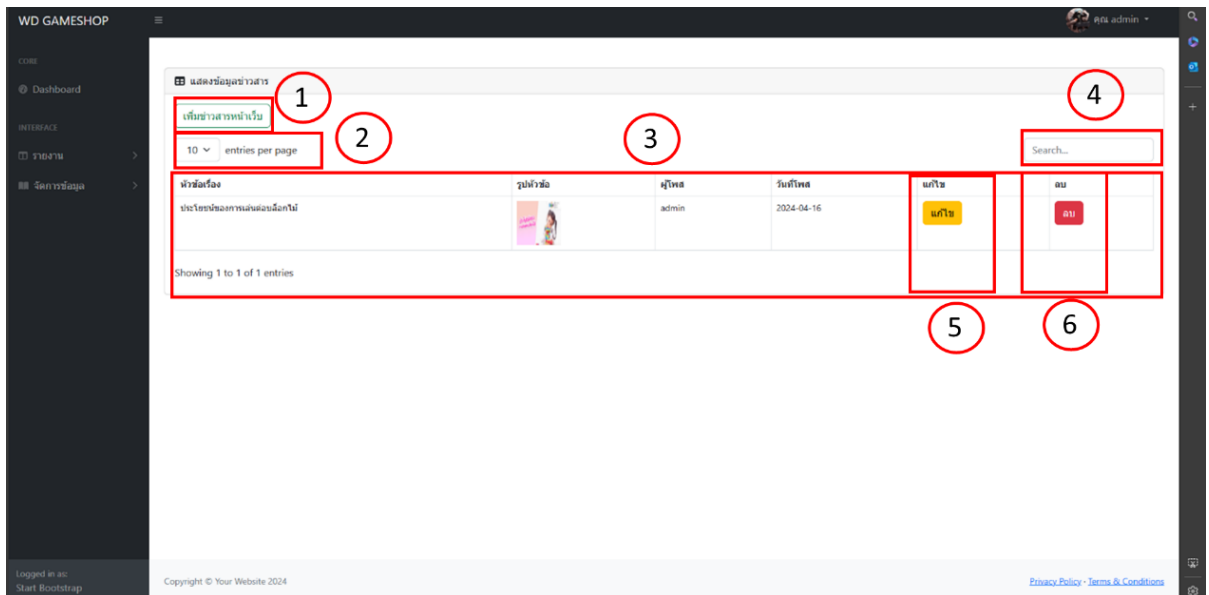 WD GAMESHOP
คุณ admin
CORE
Dashboard
INTERFACE
รายงาน
จัดการข้อมูล
แสดงข้อมูลข่าวสาร
1
เพิ่มข่าวสารหน้าเว็บ
2
10 entries per page
3
4
Search...
หัวข้อเรื่อง รูปหัวข้อ ผู้โพส วันที่โพส แก้ไข ลบ
ประโยชน์ของการเล่นต่อบล็อกไม้ admin 2024-04-16 แก้ไข ลบ
Showing 1 to 1 of 1 entries
5
6
Logged in as:
Start Bootstrap
Copyright © Your Website 2024
Privacy Policy · Terms & Conditions